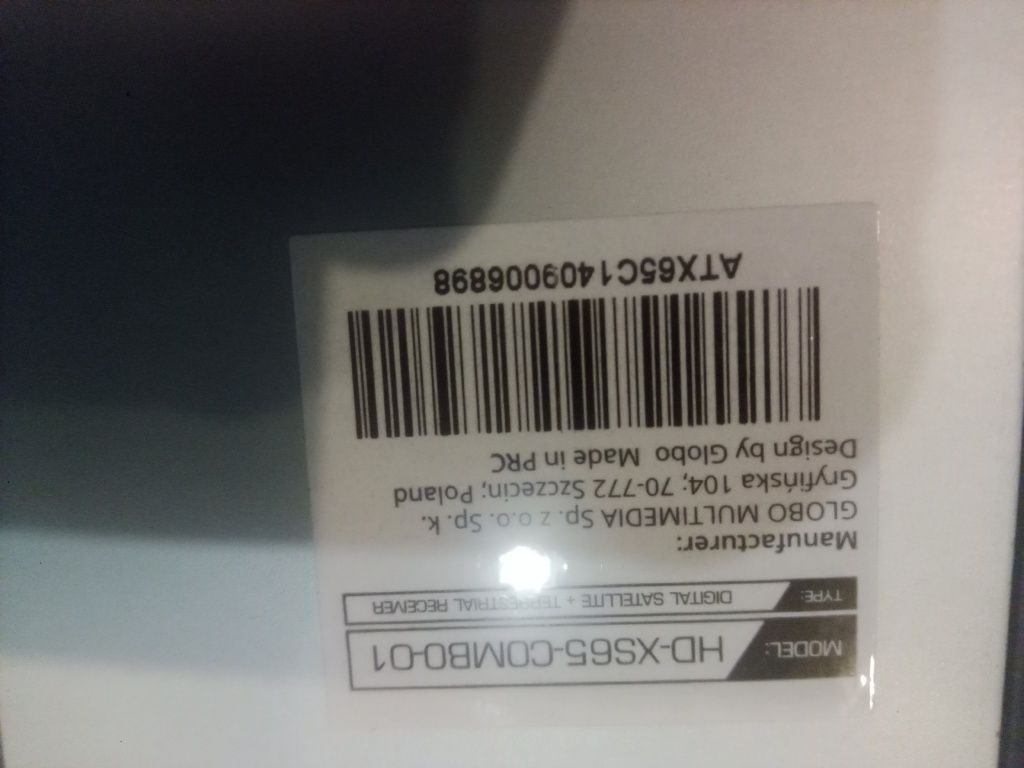 MODEL: HD-XS65-COMBO-01
TYPE: DIGITAL SATELLITE + TERRESTRIAL RECEIVER
Manufacturer:
GLOBO MULTIMEDIA Sp. z o.o. Sp. k.
Gryfińska 104; 70-772 Szczecin; Poland
Design by Globo Made in PRC
ATX65C1409006898